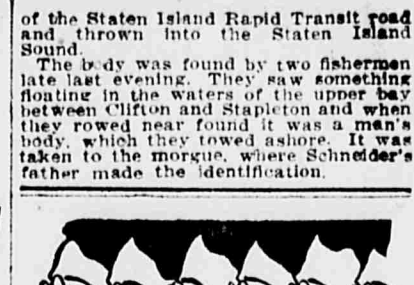 of the Staten Island Rapid Transit road
and thrown into the Staten Island
Sound.
The body was found by two fishermen
late last evening. They saw something
floating in the waters of the upper bay
between Clifton and Stapleton and when
they rowed near found it was a man's
body, which they towed ashore. It was
taken to the morgue, where Schneider's
father made the identification.